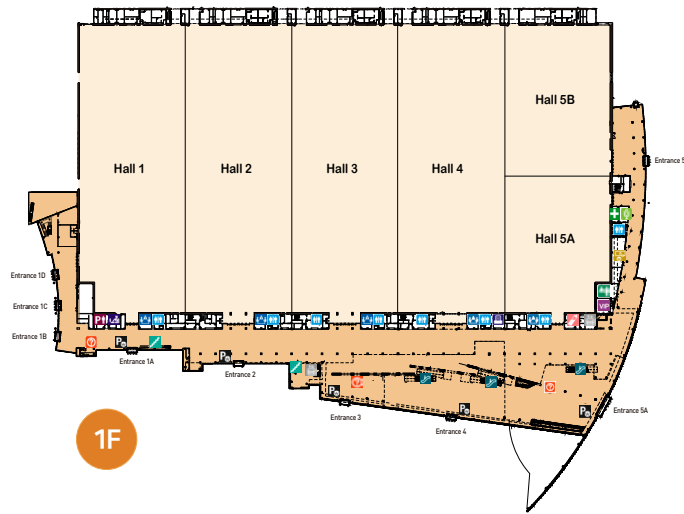 Hall 5B
Entrance 5
Hall 1
Hall 2
Hall 3
Hall 4
Hall 5A
Entrance 1D
Entrance 1C
Entrance 1B
Entrance 1A
Entrance 2
Entrance 3
Entrance 4
Entrance 5A
1F